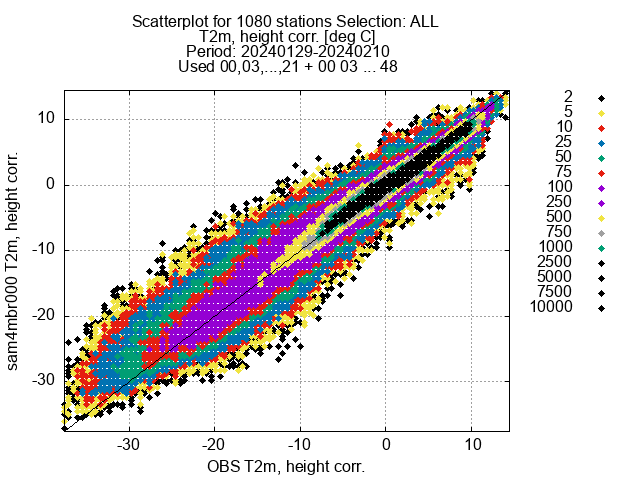 Scatterplot for 1080 stations Selection: ALL
T2m, height corr. [deg C]
Period: 20240129-20240210
Used 00,03,...,21 + 00 03 ... 48
sam4mbr000 T2m, height corr.
10
0
-10
-20
-30
-30 -20 -10 0 10
OBS T2m, height corr.
2
5
10
25
50
75
100
250
500
750
1000
2500
5000
7500
10000